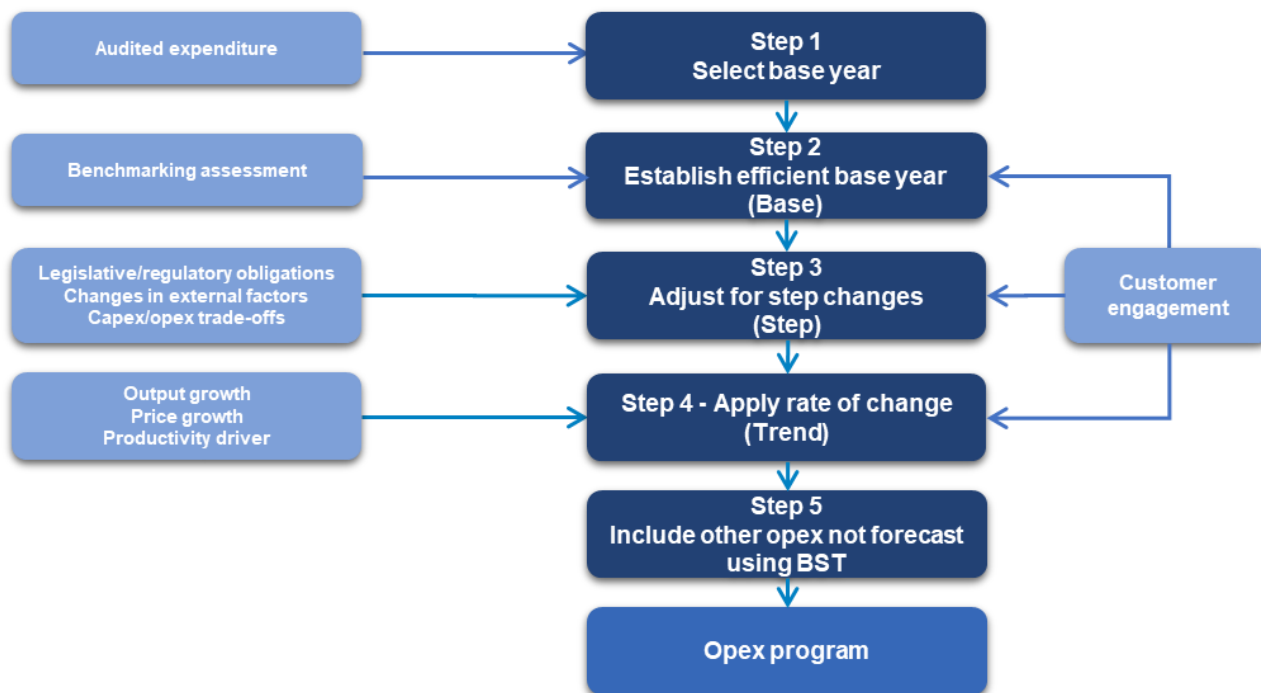 Audited expenditure
Step 1
Select base year
Benchmarking assessment
Step 2
Establish efficient base year
(Base)
Legislative/regulatory obligations
Changes in external factors
Capex/opex trade-offs
Step 3
Adjust for step changes
(Step)
Customer
engagement
Output growth
Price growth
Productivity driver
Step 4 - Apply rate of change
(Trend)
Step 5
Include other opex not forecast
using BST
Opex program